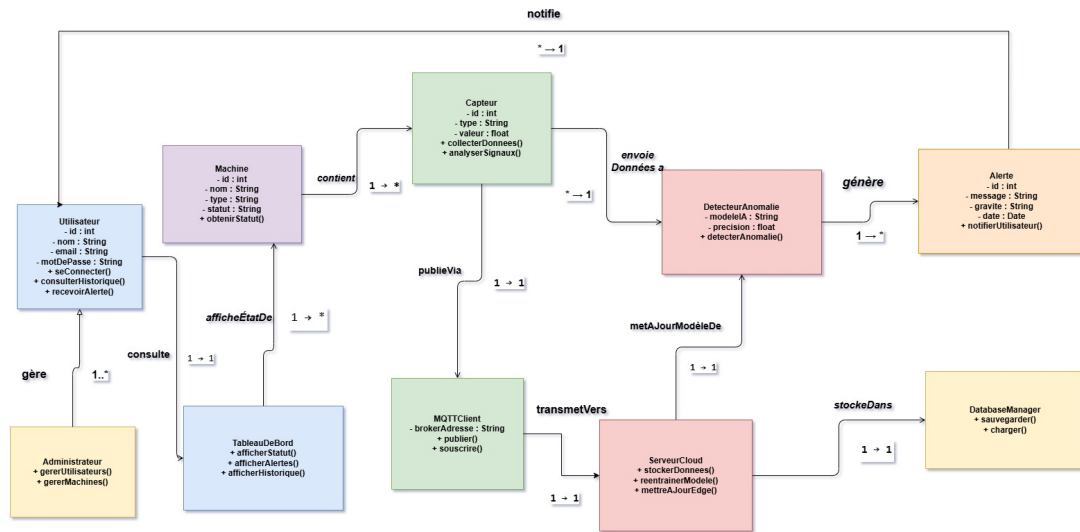 notifie
* → 1
Capteur
- id : int
- type : String
- valeur : float
+ collecterDonnees()
+ analyserSignaux()
Machine
- id : int
- nom : String
- type : String
- statut : String
+ obtenirStatut()
contient
1 → *
envoie
Données a
* → 1
DetecteurAnomalie
- modeleIA : String
- precision : float
+ detecterAnomalie()
génère
1 → *
Alerte
- id : int
- message : String
- gravite : String
- date : Date
+ notifierUtilisateur()
Utilisateur
- id : int
- nom : String
- email : String
- motDePasse : String
+ seConnecter()
+ consulterHistorique()
+ recevoirAlerte()
publieVia
1 → 1
afficheÉtatDe
1 → *
metAJourModèleDe
1 → 1
gère
1..*
consulte
1 → 1
Administrateur
+ gererUtilisateurs()
+ gererMachines()
TableauDeBord
+ afficherStatut()
+ afficherAlertes()
+ afficherHistorique()
MQTTClient
- brokerAdresse : String
+ publier()
+ souscrire()
transmetVers
1 → 1
ServeurCloud
+ stockerDonnees()
+ reentrainerModele()
+ mettreAJourEdge()
stockeDans
1 → 1
DatabaseManager
+ sauvegarder()
+ charger()